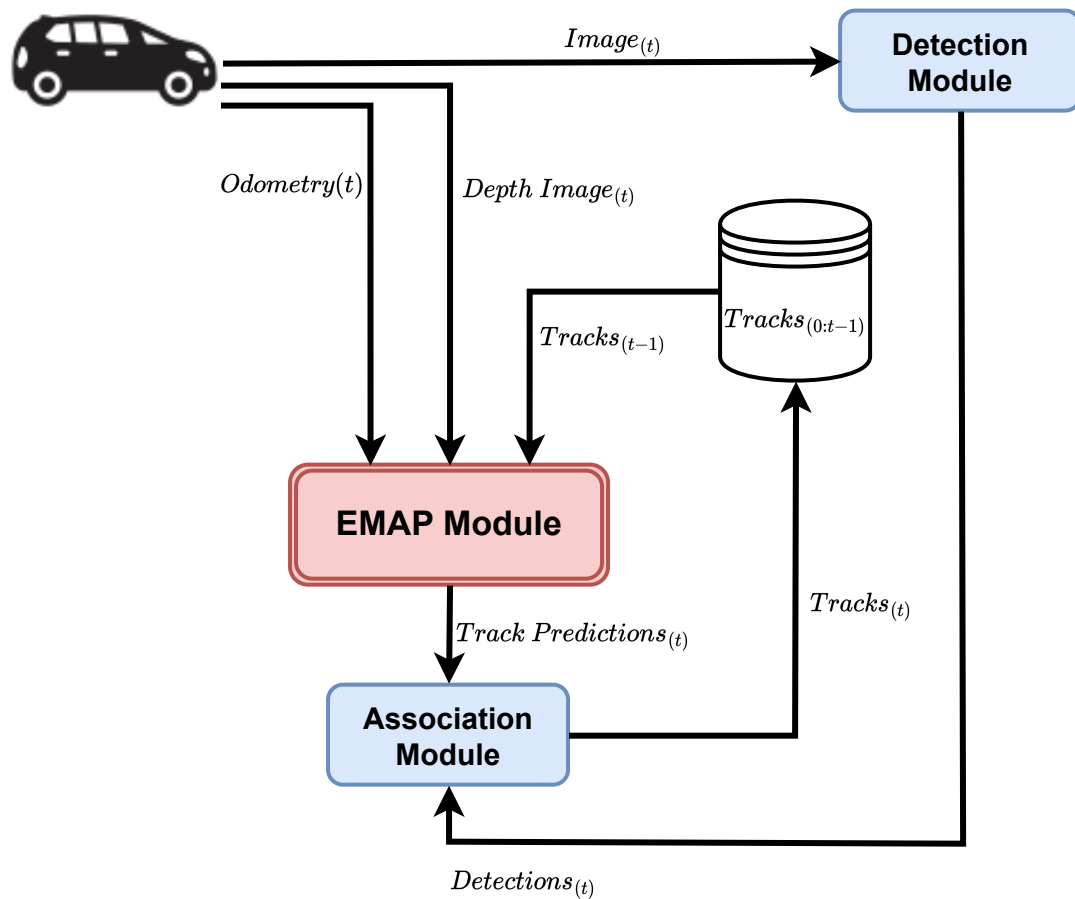 Image(t)
Detection
Module
Odometry(t)
Depth Image(t)
Tracks(0:t−1)
Tracks(t−1)
EMAP Module
Tracks(t)
Track Predictions(t)
Association
Module
Detections(t)